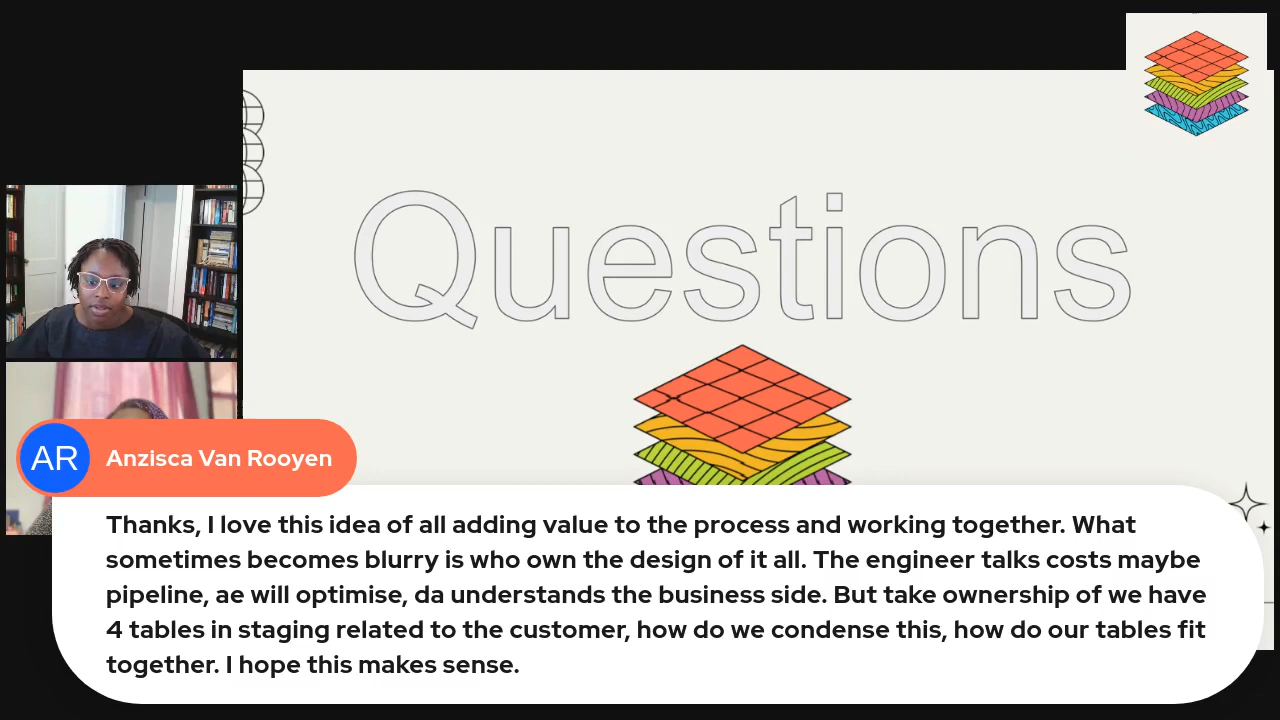 Questions
AR
Anzisca Van Rooyen
Thanks, I love this idea of all adding value to the process and working together. What
sometimes becomes blurry is who own the design of it all. The engineer talks costs maybe
pipeline, ae will optimise, da understands the business side. But take ownership of we have
4 tables in staging related to the customer, how do we condense this, how do our tables fit
together. I hope this makes sense.